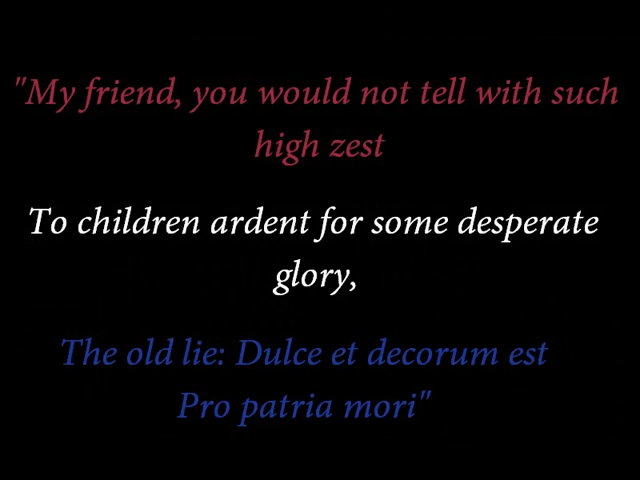 "My friend, you would not tell with such
high zest
To children ardent for some desperate
glory,
The old lie: Dulce et decorum est
Pro patria mori"